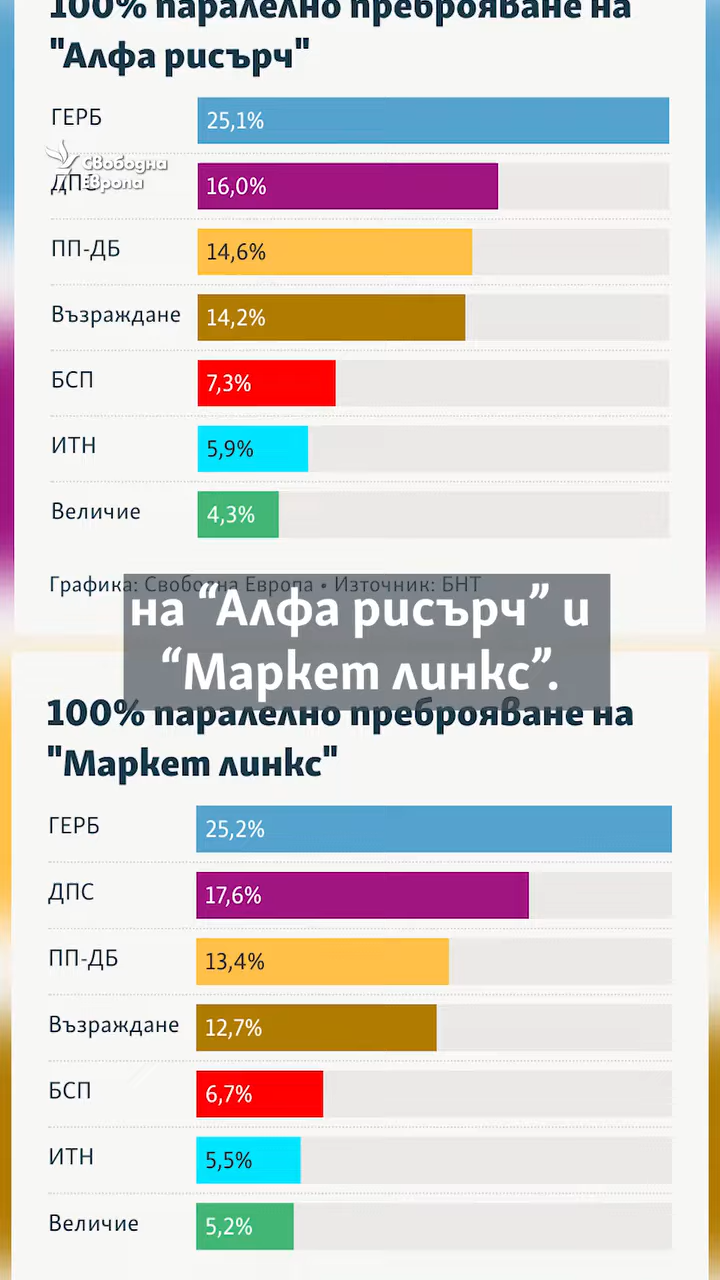 100% паралелно преброяване на
"Алфа рисърч"
ГЕРБ
25,1%
Свободна
Европа
ДПС
16,0%
ПП-ДБ
14,6%
Възраждане
14,2%
БСП
7,3%
ИТН
5,9%
Величие
4,3%
Графика: Свободна Европа • Източник: БНТ
на “Алфа рисърч” и
“Маркет линкс”.
100% паралелно преброяване на
"Маркет линкс"
ГЕРБ
25,2%
ДПС
17,6%
ПП-ДБ
13,4%
Възраждане
12,7%
БСП
6,7%
ИТН
5,5%
Величие
5,2%